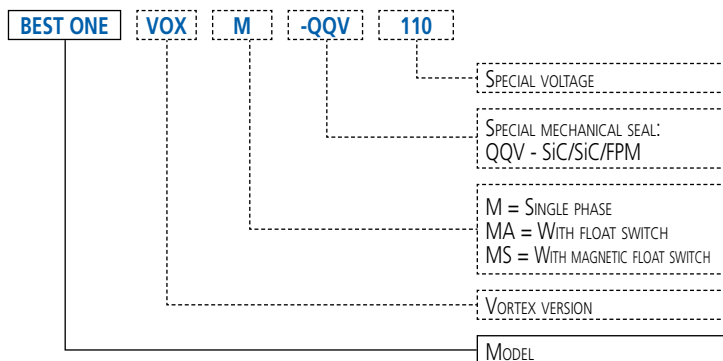 BEST ONE VOX M -QQV 110
Special voltage
Special mechanical seal:
QQV - SiC/SiC/FPM
M = Single phase
MA = With float switch
MS = With magnetic float switch
Vortex version
Model